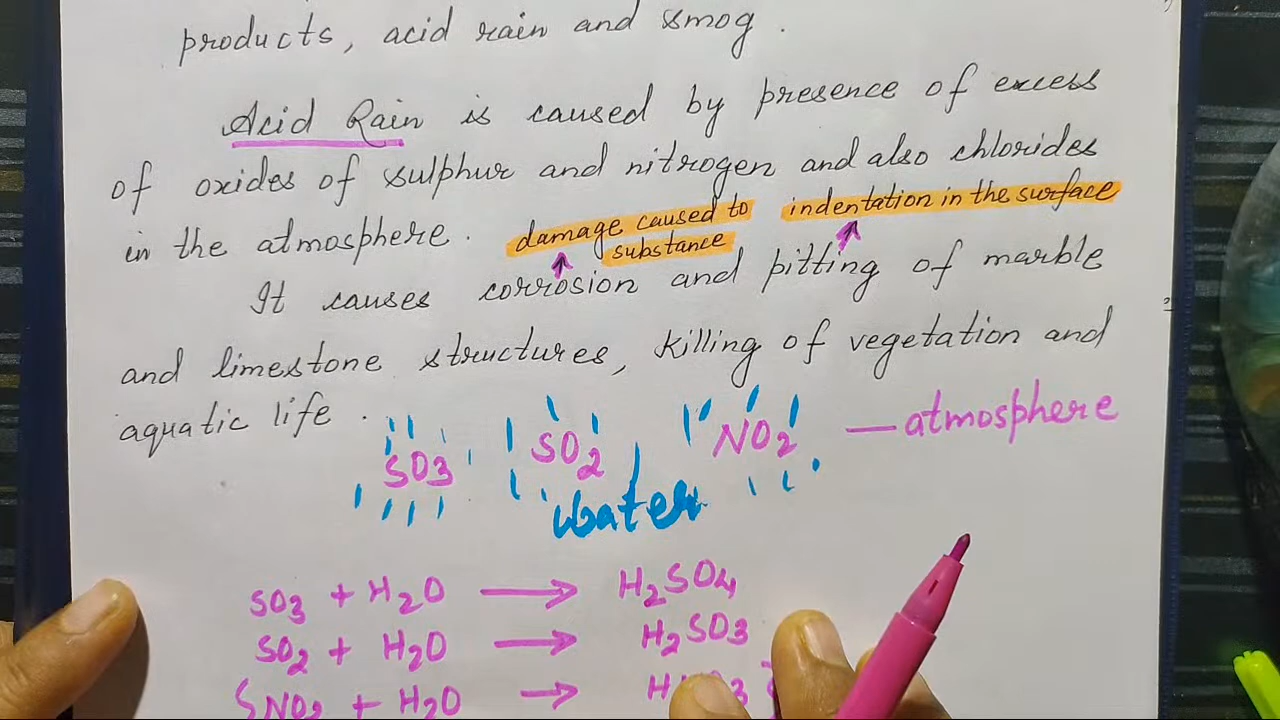 products, acid rain and smog.
Acid Rain is caused by presence of excess
of oxides of sulphur and nitrogen and also chlorides
in the atmosphere. damage caused to substance indentation in the surface
It causes corrosion and pitting of marble
and limestone structures, killing of vegetation and
aquatic life.
SO3 SO2 NO2 — atmosphere
water
SO3 + H2O → H2SO4
SO2 + H2O → H2SO3
NO2 + H2O →